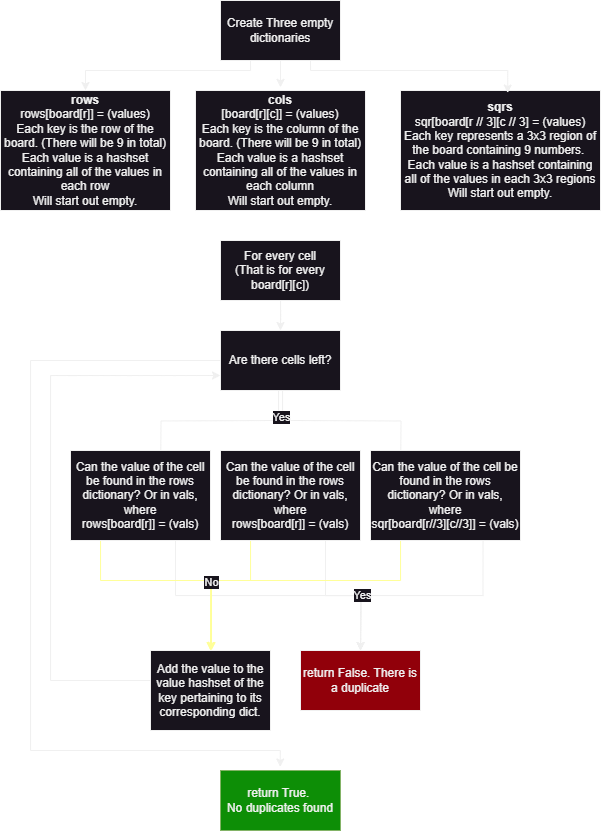 Create Three empty
dictionaries
rows
rows[board[r]] = (values)
Each key is the row of the
board. (There will be 9 in total)
Each value is a hashset
containing all of the values in
each row
Will start out empty.
cols
[board[r][c]] = (values)
Each key is the column of the
board. (There will be 9 in total)
Each value is a hashset
containing all of the values in
each column
Will start out empty.
sqrs
sqr[board[r // 3][c // 3] = (values)
Each key represents a 3x3 region of
the board containing 9 numbers.
Each value is a hashset containing
all of the values in each 3x3 regions
Will start out empty.
For every cell
(That is for every
board[r][c])
Are there cells left?
Yes
Can the value of the cell
be found in the rows
dictionary? Or in vals,
where
rows[board[r]] = (vals)
Can the value of the cell
be found in the rows
dictionary? Or in vals,
where
rows[board[r]] = (vals)
Can the value of the cell be
found in the rows
dictionary? Or in vals,
where
sqr[board[r//3][c//3]] = (vals)
No
Yes
Add the value to the
value hashset of the
key pertaining to its
corresponding dict.
return False. There is
a duplicate
return True.
No duplicates found